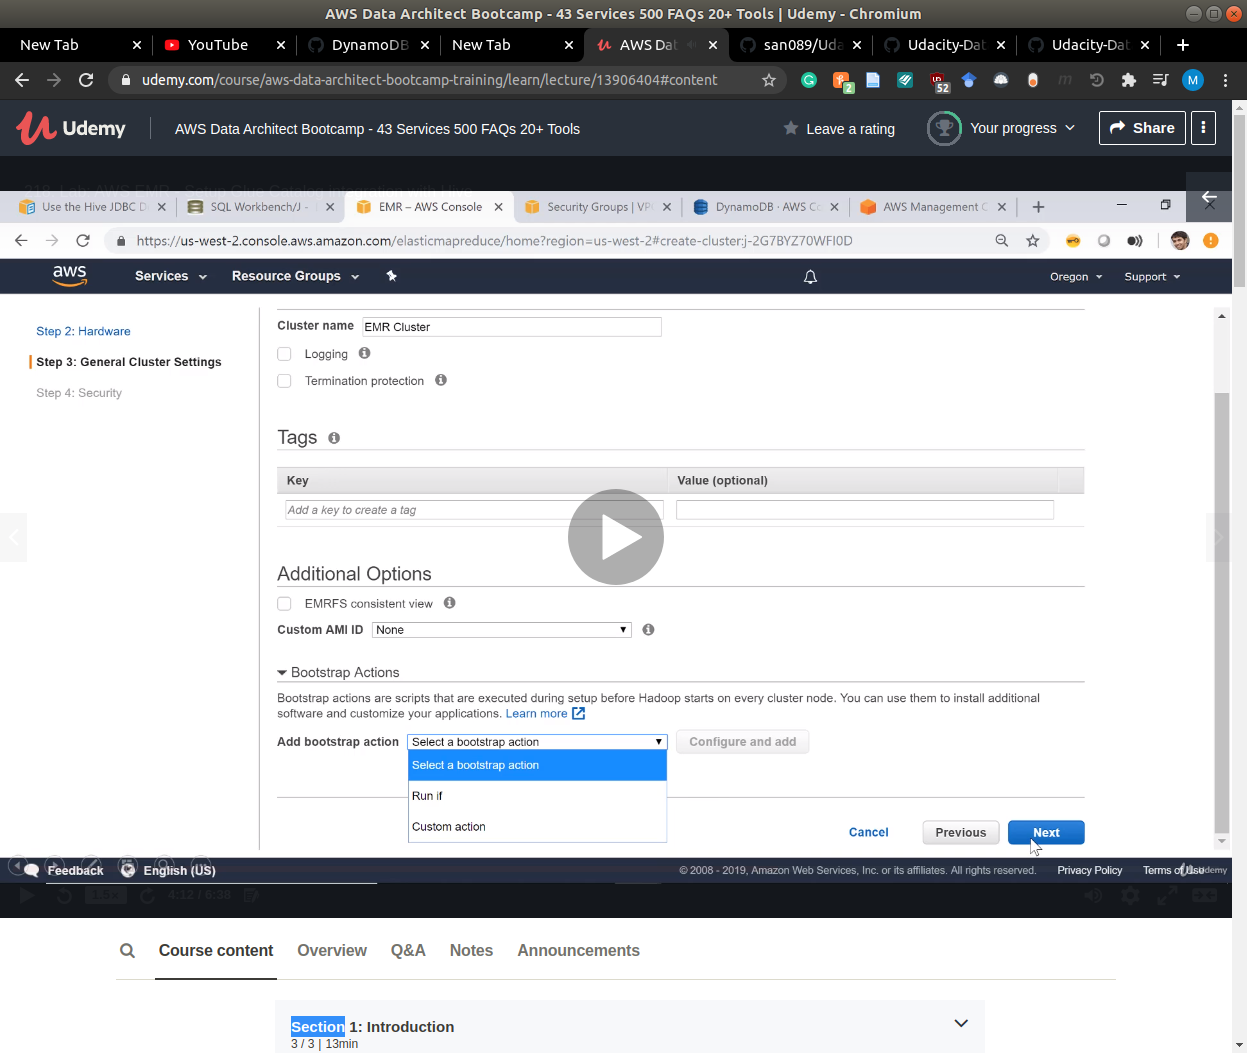 AWS Data Architect Bootcamp - 43 Services 500 FAQs 20+ Tools | Udemy - Chromium
New Tab YouTube DynamoDB New Tab AWS Dat san089/Uda Udacity-Dat Udacity-Dat
udemy.com/course/aws-data-architect-bootcamp-training/learn/lecture/13906404#content 2 52 M
Udemy AWS Data Architect Bootcamp - 43 Services 500 FAQs 20+ Tools Leave a rating Your progress Share
Use the Hive JDBC D SQL Workbench/J - EMR – AWS Console Security Groups | VPC DynamoDB · AWS Co AWS Management C
https://us-west-2.console.aws.amazon.com/elasticmapreduce/home?region=us-west-2#create-cluster:j-2G7BYZ70WFI0D
aws Services Resource Groups Oregon Support
Step 2: Hardware
Step 3: General Cluster Settings
Step 4: Security
Cluster name EMR Cluster
Logging
Termination protection
Tags
Key Value (optional)
Add a key to create a tag
Additional Options
EMRFS consistent view
Custom AMI ID None
Bootstrap Actions
Bootstrap actions are scripts that are executed during setup before Hadoop starts on every cluster node. You can use them to install additional
software and customize your applications. Learn more
Add bootstrap action Select a bootstrap action Configure and add
Select a bootstrap action
Run if
Custom action
Cancel Previous Next
Feedback English (US) © 2008 - 2019, Amazon Web Services, Inc. or its affiliates. All rights reserved. Privacy Policy Terms of Use Udemy
4:12 / 6:38
Course content Overview Q&A Notes Announcements
Section 1: Introduction
3 / 3 | 13min